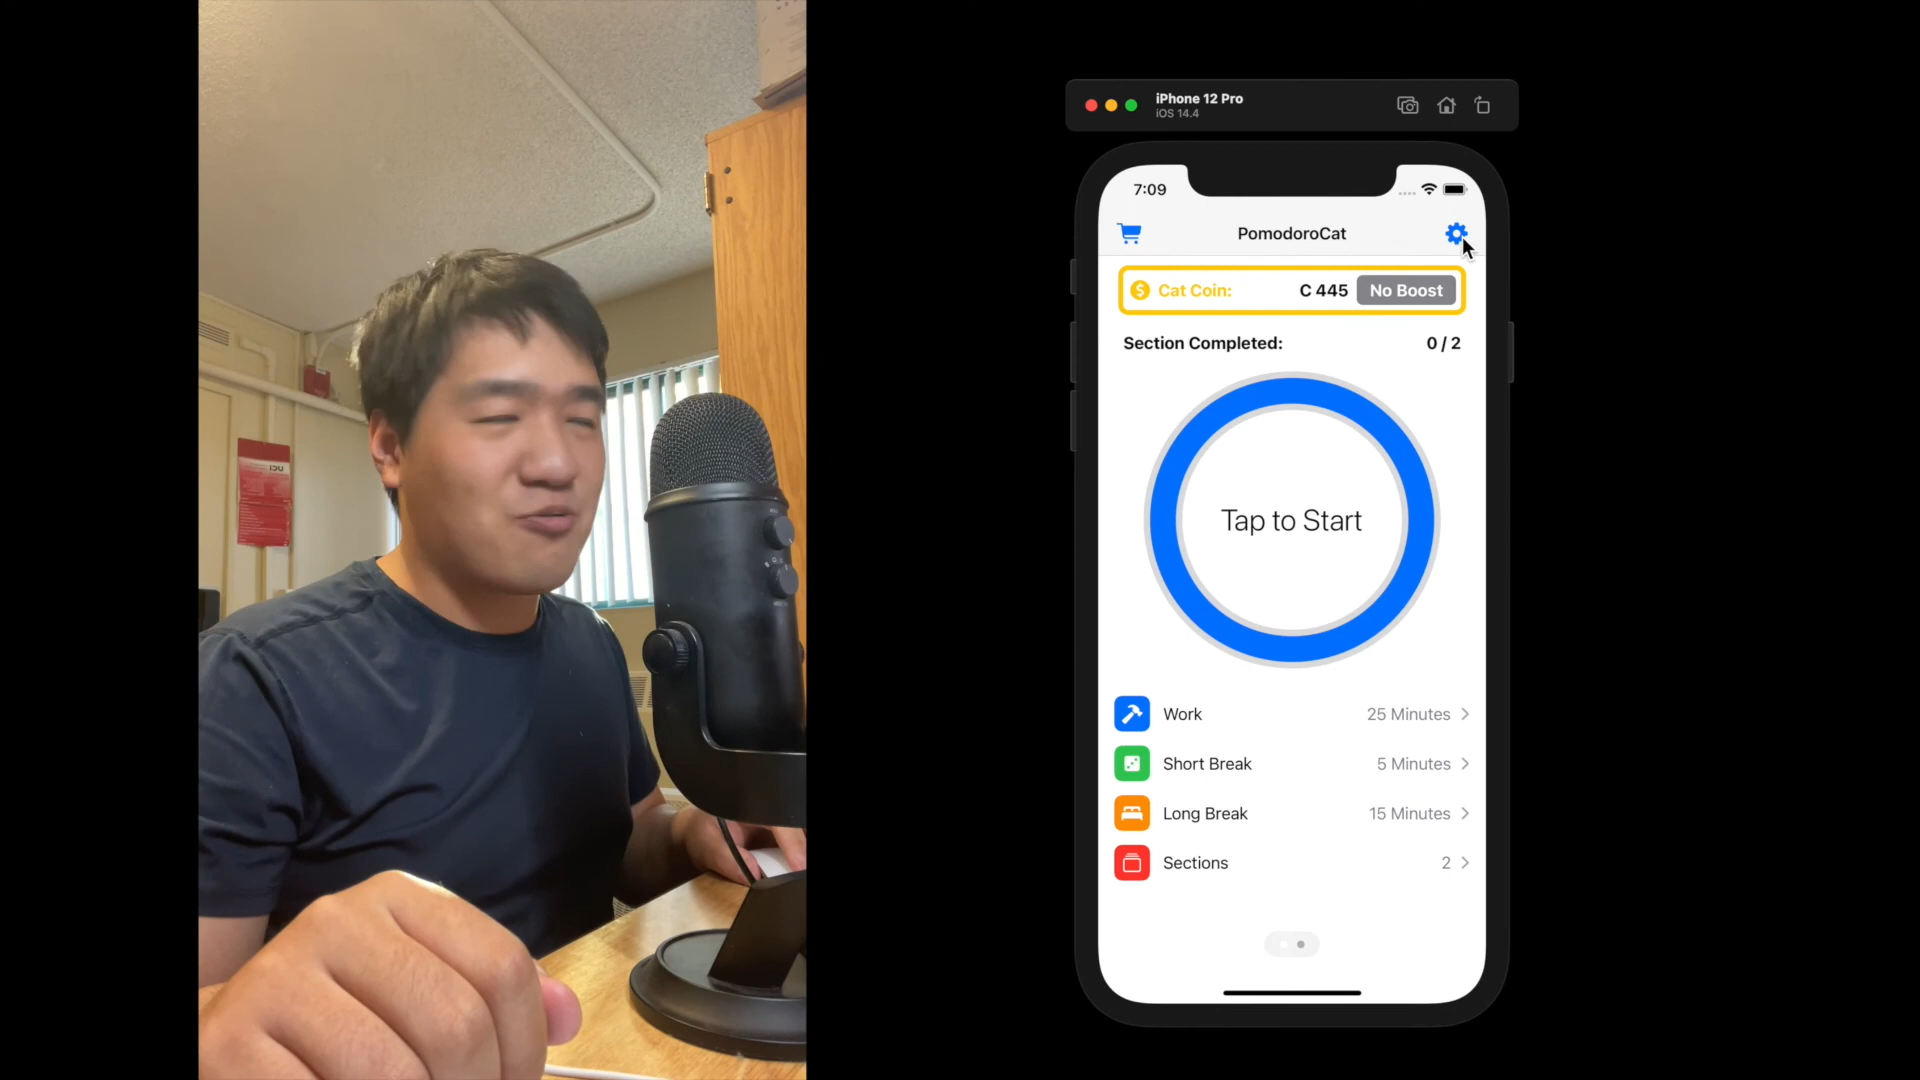 iPhone 12 Pro
iOS 14.4
7:09
PomodoroCat
$ Cat Coin: C 445 No Boost
Section Completed: 0 / 2
Tap to Start
Work 25 Minutes
Short Break 5 Minutes
Long Break 15 Minutes
Sections 2